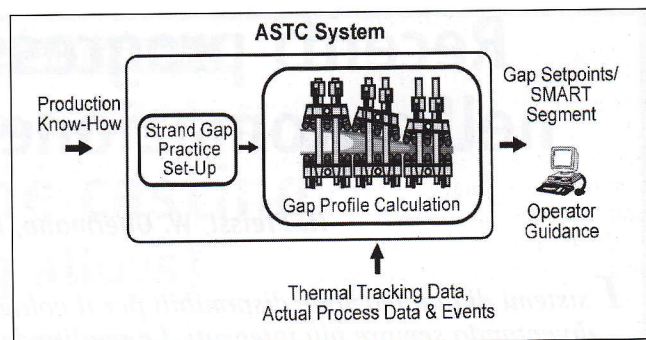 ASTC System
Production
Know-How
Strand Gap
Practice
Set-Up
Gap Profile Calculation
Gap Setpoints/
SMART
Segment
Operator
Guidance
Thermal Tracking Data
Actual Process Data & Events